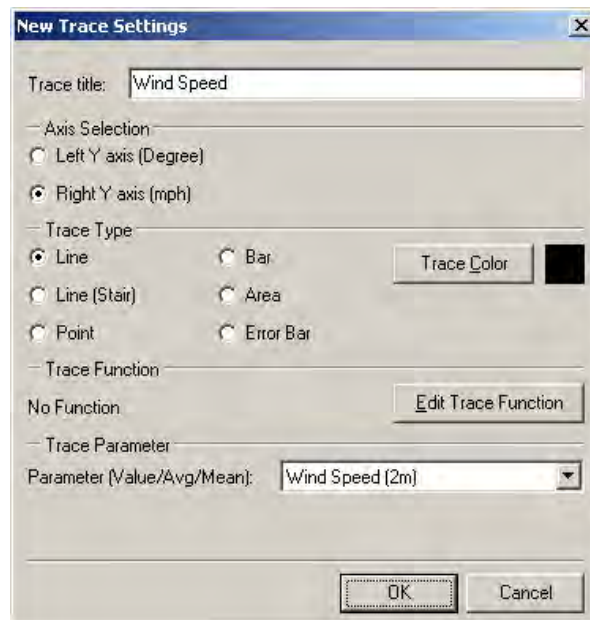 New Trace Settings
Trace title: Wind Speed
Axis Selection
Left Y axis (Degree)
Right Y axis (mph)
Trace Type
Line
Bar
Trace Color
Line (Stair)
Area
Point
Error Bar
Trace Function
No Function
Edit Trace Function
Trace Parameter
Parameter (Value/Avg/Mean): Wind Speed (2m)
OK
Cancel